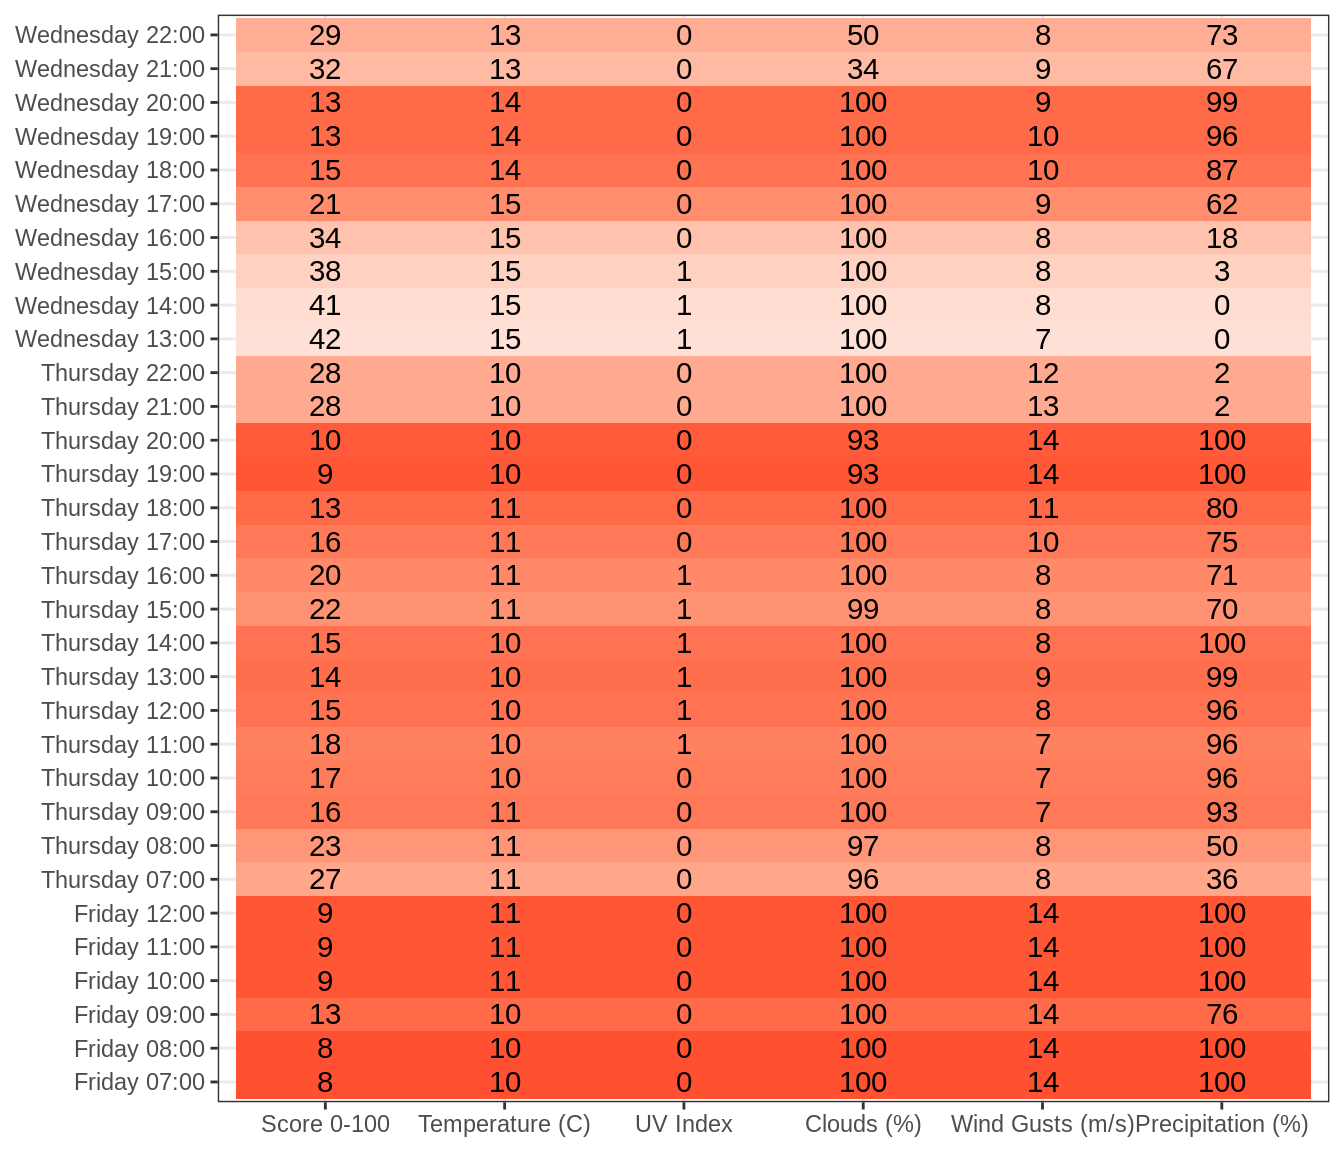 Wednesday 22:00 29 13 0 50 8 73
Wednesday 21:00 32 13 0 34 9 67
Wednesday 20:00 13 14 0 100 9 99
Wednesday 19:00 13 14 0 100 10 96
Wednesday 18:00 15 14 0 100 10 87
Wednesday 17:00 21 15 0 100 9 62
Wednesday 16:00 34 15 0 100 8 18
Wednesday 15:00 38 15 1 100 8 3
Wednesday 14:00 41 15 1 100 8 0
Wednesday 13:00 42 15 1 100 7 0
Thursday 22:00 28 10 0 100 12 2
Thursday 21:00 28 10 0 100 13 2
Thursday 20:00 10 10 0 93 14 100
Thursday 19:00 9 10 0 93 14 100
Thursday 18:00 13 11 0 100 11 80
Thursday 17:00 16 11 0 100 10 75
Thursday 16:00 20 11 1 100 8 71
Thursday 15:00 22 11 1 99 8 70
Thursday 14:00 15 10 1 100 8 100
Thursday 13:00 14 10 1 100 9 99
Thursday 12:00 15 10 1 100 8 96
Thursday 11:00 18 10 1 100 7 96
Thursday 10:00 17 10 0 100 7 96
Thursday 09:00 16 11 0 100 7 93
Thursday 08:00 23 11 0 97 8 50
Thursday 07:00 27 11 0 96 8 36
Friday 12:00 9 11 0 100 14 100
Friday 11:00 9 11 0 100 14 100
Friday 10:00 9 11 0 100 14 100
Friday 09:00 13 10 0 100 14 76
Friday 08:00 8 10 0 100 14 100
Friday 07:00 8 10 0 100 14 100
Score 0-100 Temperature (C) UV Index Clouds (%) Wind Gusts (m/s) Precipitation (%)